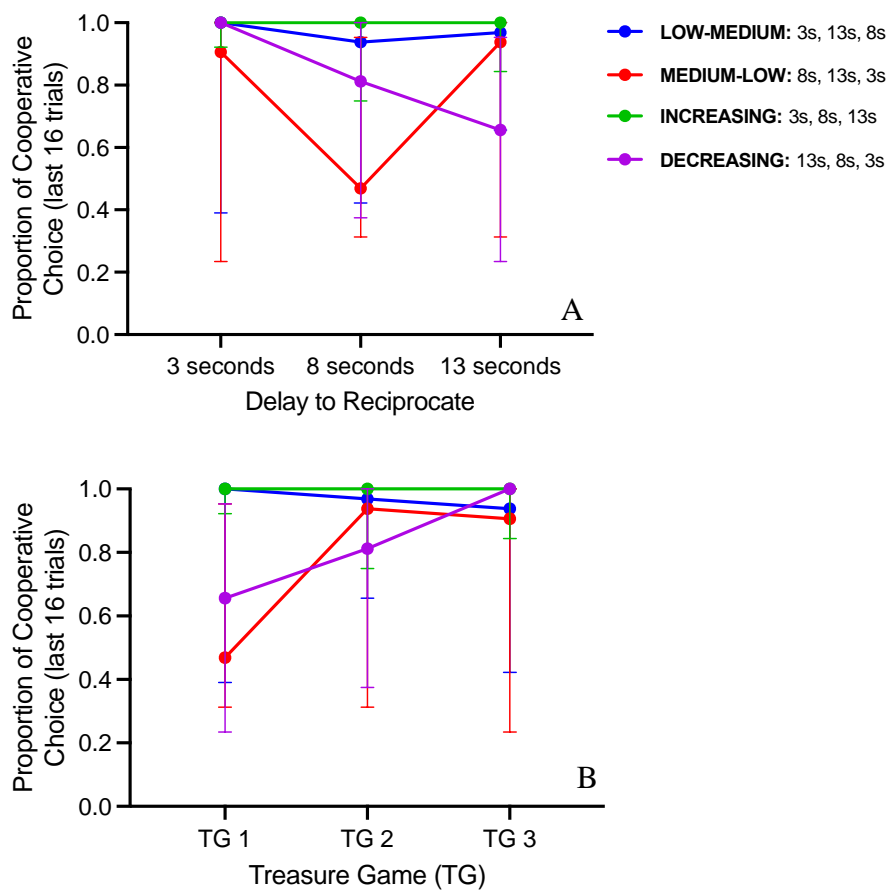 Proportion of Cooperative
Choice (last 16 trials)
1.0
0.8
0.6
0.4
0.2
0.0
3 seconds 8 seconds 13 seconds
Delay to Reciprocate
A
LOW-MEDIUM: 3s, 13s, 8s
MEDIUM-LOW: 8s, 13s, 3s
INCREASING: 3s, 8s, 13s
DECREASING: 13s, 8s, 3s
Proportion of Cooperative
Choice (last 16 trials)
1.0
0.8
0.6
0.4
0.2
0.0
TG 1 TG 2 TG 3
Treasure Game (TG)
B